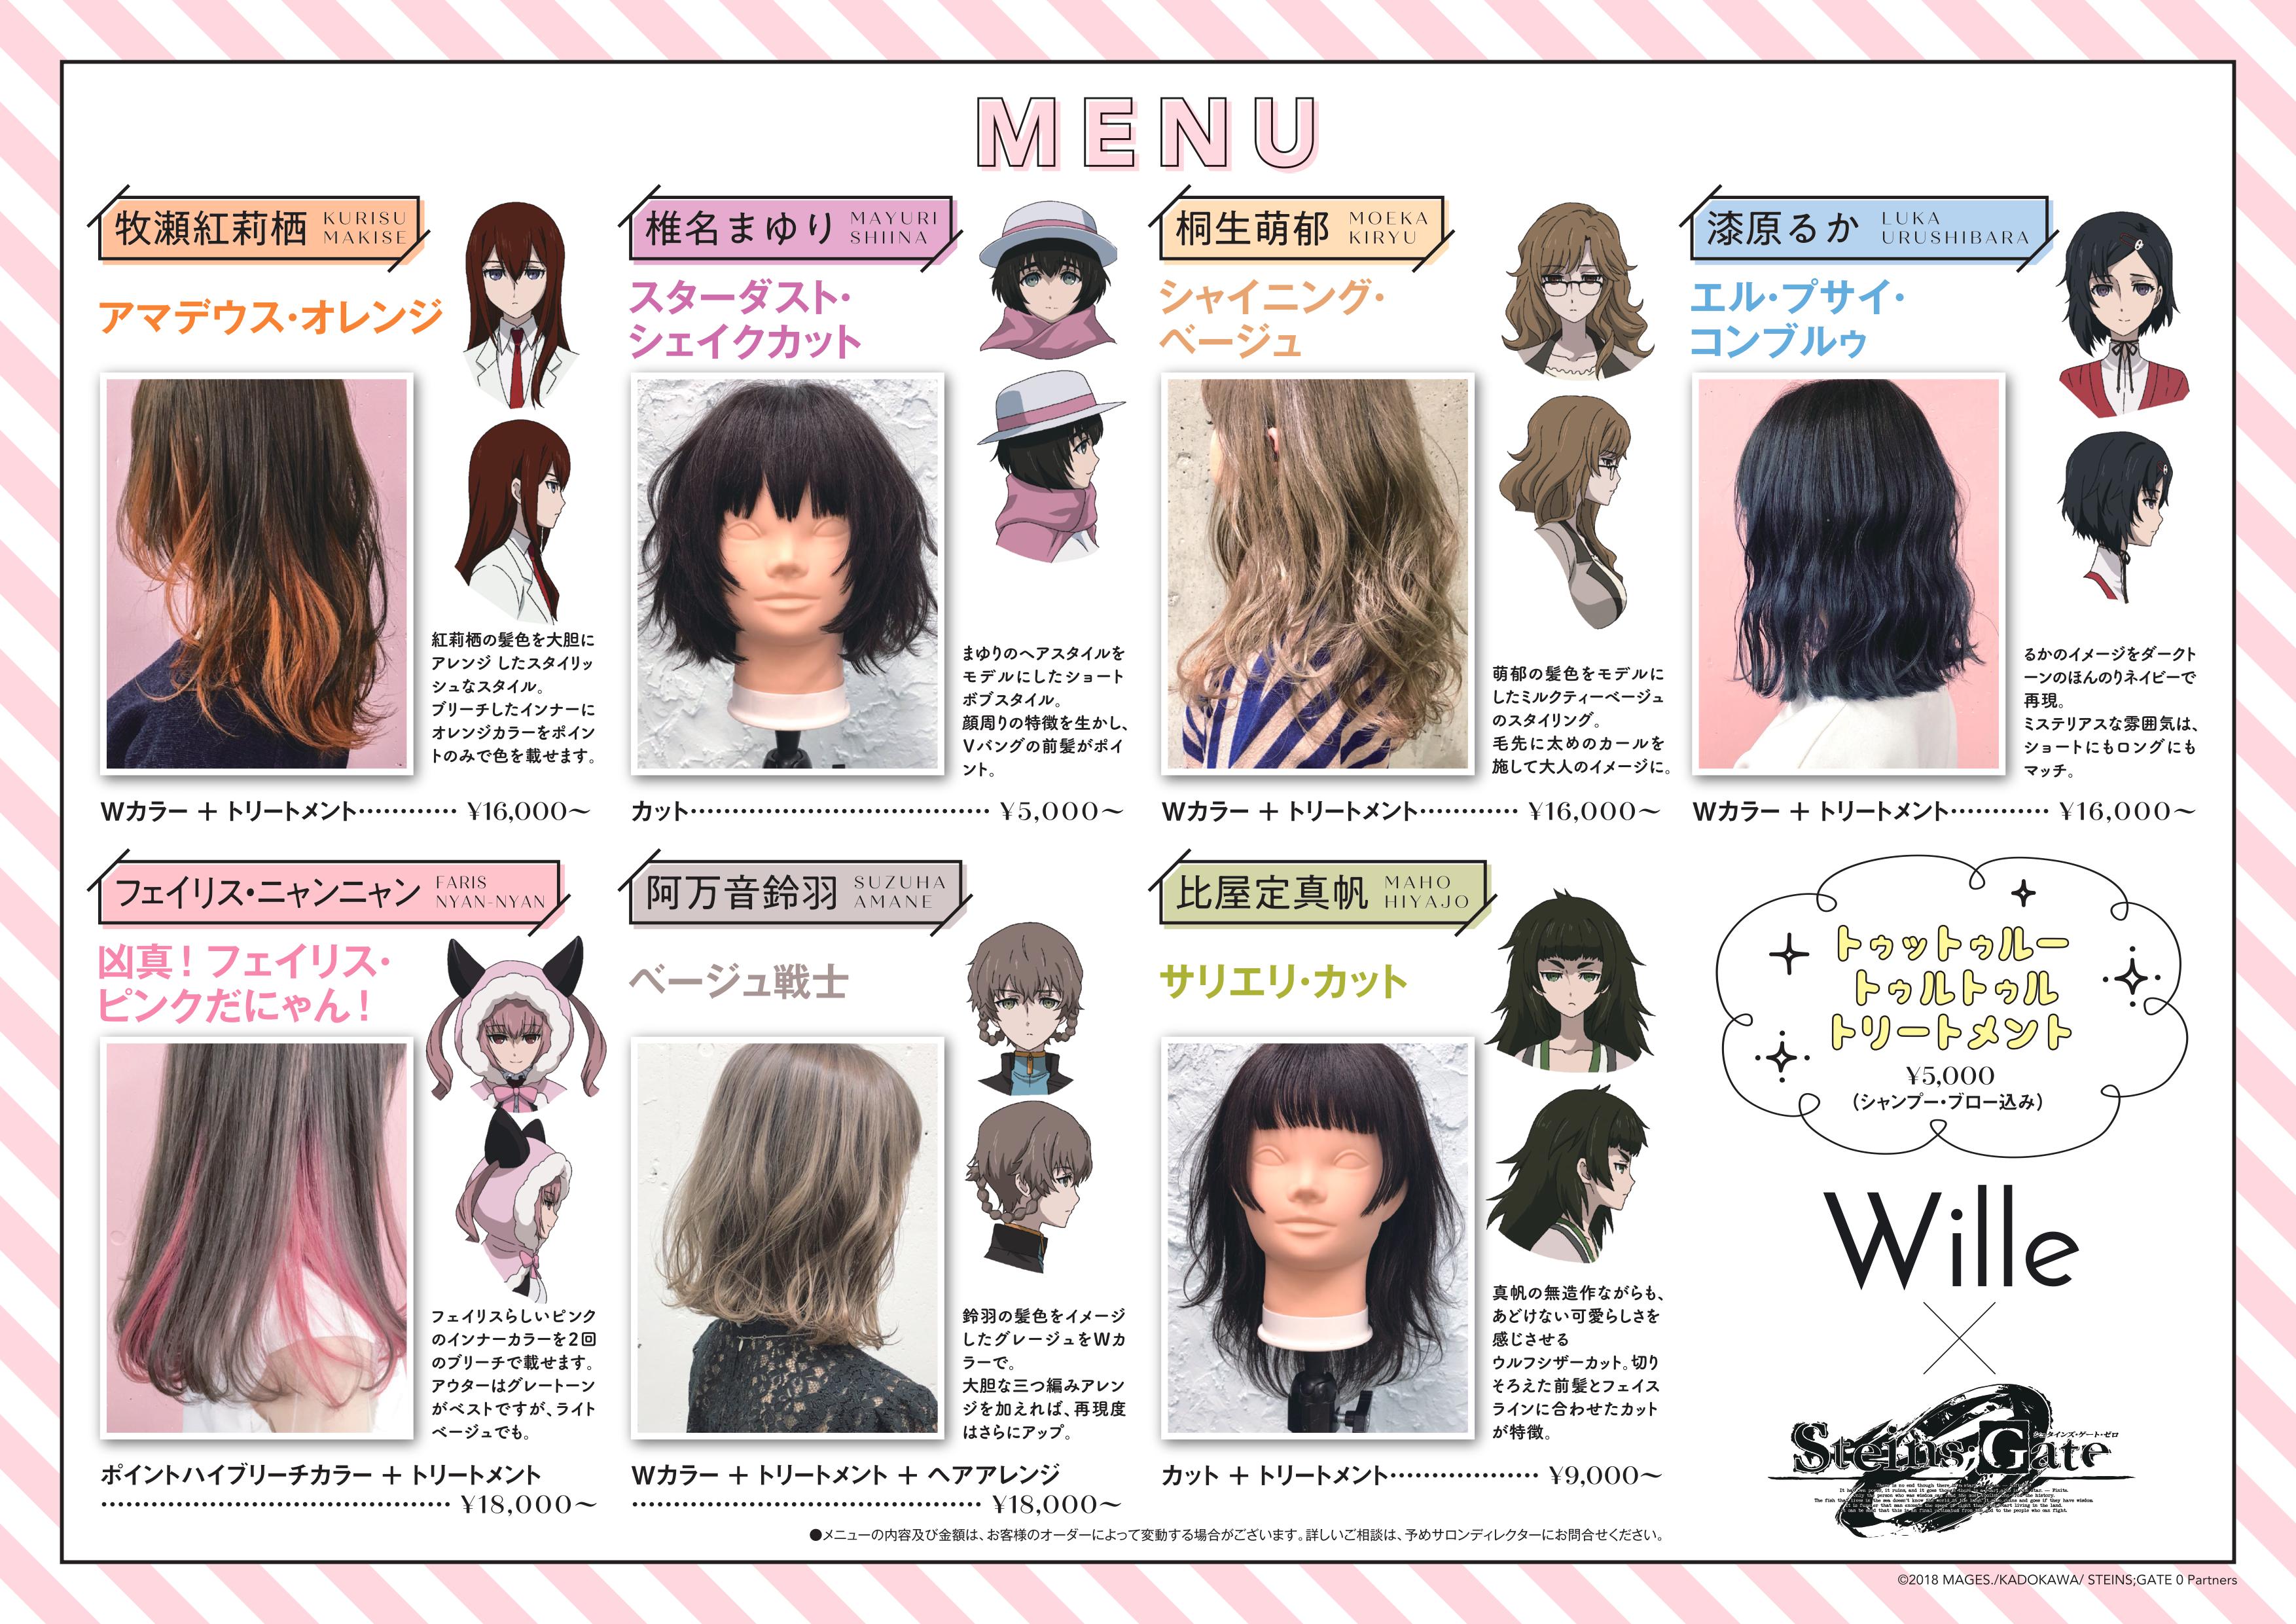 MENU
牧瀬紅莉栖 KURISU MAKISE
アマデウス・オレンジ
紅莉栖の髪色を大胆に
アレンジ したスタイリッ
シュなスタイル。
ブリーチしたインナーに
オレンジカラーをポイン
トのみで色を載せます。
Wカラー ＋ トリートメント………… ¥16,000〜
椎名まゆり MAYURI SHIINA
スターダスト・
シェイクカット
まゆりのヘアスタイルを
モデルにしたショート
ボブスタイル。
顔周りの特徴を生かし、
Vバングの前髪がポイ
ント。
カット……………………………… ¥5,000〜
桐生萌郁 MOEKA KIRYU
シャイニング・
ベージュ
萌郁の髪色をモデルに
したミルクティーベージュ
のスタイリング。
毛先に太めのカールを
施して大人のイメージに。
Wカラー ＋ トリートメント………… ¥16,000〜
漆原るか LUKA URUSHIBARA
エル・プサイ・
コンブルゥ
るかのイメージをダークト
ーンのほんのりネイビーで
再現。
ミステリアスな雰囲気は、
ショートにもロングにも
マッチ。
Wカラー ＋ トリートメント………… ¥16,000〜
フェイリス・ニャンニャン FARIS NYAN-NYAN
凶真！フェイリス・
ピンクだにゃん！
フェイリスらしいピンク
のインナーカラーを2回
のブリーチで載せます。
アウターはグレートーン
がベストですが、ライト
ベージュでも。
ポイントハイブリーチカラー ＋ トリートメント
…………………………………… ¥18,000〜
阿万音鈴羽 SUZUHA AMANE
ベージュ戦士
鈴羽の髪色をイメージ
したグレージュをWカ
ラーで。
大胆な三つ編みアレン
ジを加えれば、再現度
はさらにアップ。
Wカラー ＋ トリートメント ＋ ヘアアレンジ
…………………………………… ¥18,000〜
比屋定真帆 MAHO HIYAJO
サリエリ・カット
真帆の無造作ながらも、
あどけない可愛らしさを
感じさせる
ウルフシザーカット。切り
そろえた前髪とフェイス
ラインに合わせたカット
が特徴。
カット ＋ トリートメント………………… ¥9,000〜
トゥットゥルー
トゥルトゥル
トリートメント
¥5,000
（シャンプー・ブロー込み）
Wille
×
シュタインズ・ゲート・ゼロ
Steins;Gate
0
●メニューの内容及び金額は、お客様のオーダーによって変動する場合がございます。詳しいご相談は、予めサロンディレクターにお問合せください。
©2018 MAGES./KADOKAWA/ STEINS;GATE 0 Partners